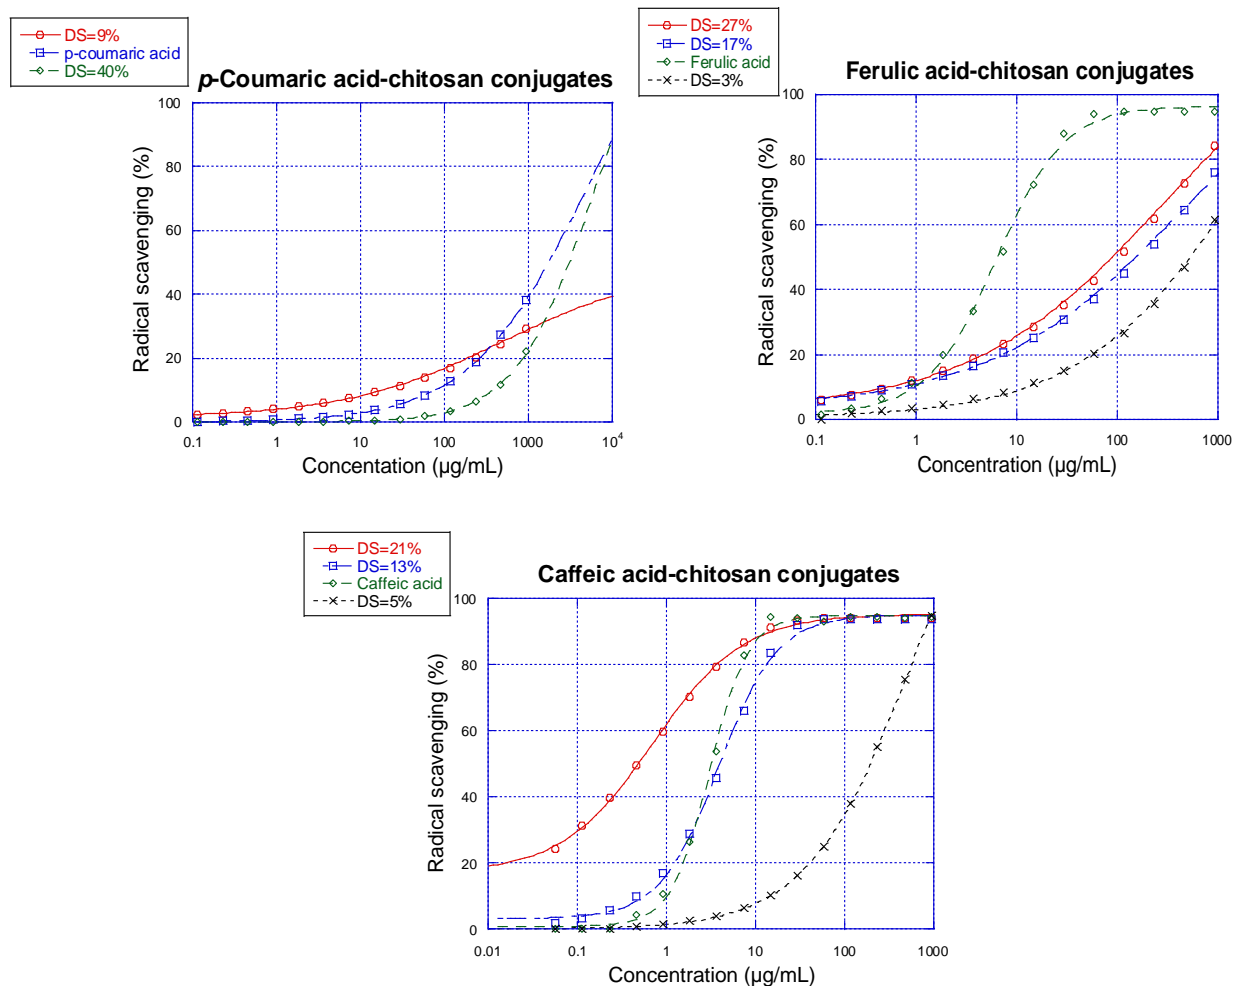 DS=9%
p-coumaric acid
DS=40%
p-Coumaric acid-chitosan conjugates
Radical scavenging (%)
100
80
60
40
20
0
0.1
1
10
100
1000
10⁴
Concentation (µg/mL)
DS=27%
DS=17%
Ferulic acid
DS=3%
Ferulic acid-chitosan conjugates
Radical scavenging (%)
100
80
60
40
20
0
0.1
1
10
100
1000
Concentration (µg/mL)
DS=21%
DS=13%
Caffeic acid
DS=5%
Caffeic acid-chitosan conjugates
Radical scavenging (%)
100
80
60
40
20
0
0.01
0.1
1
10
100
1000
Concentration (µg/mL)